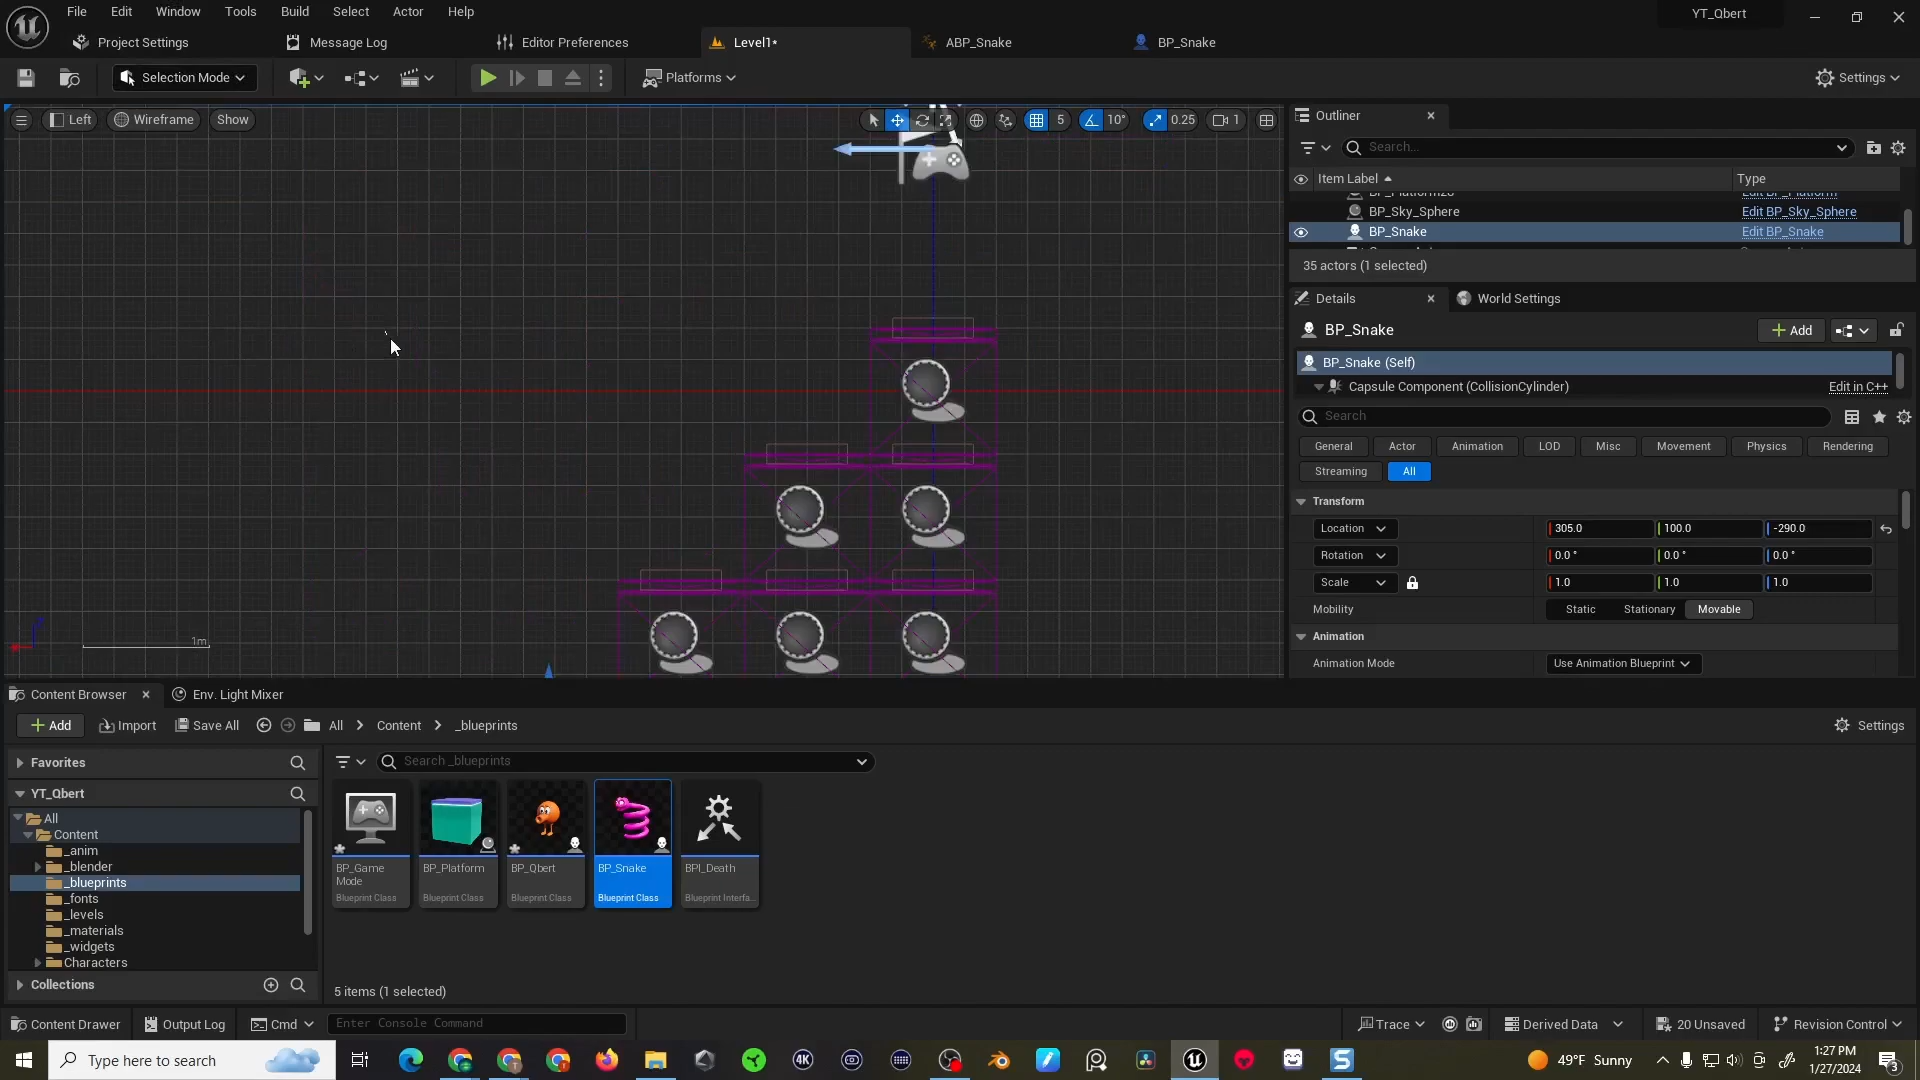 File Edit Window Tools Build Select Actor Help
YT_Qbert
Project Settings
Message Log
Editor Preferences
Level1*
ABP_Snake
BP_Snake
Selection Mode
Platforms
Settings
Left
Wireframe
Show
5
10°
0.25
1
Outliner
Search...
Item Label
Type
BP_Sky_Sphere
Edit BP_Sky_Sphere
BP_Snake
Edit BP_Snake
35 actors (1 selected)
Details
World Settings
BP_Snake
Add
BP_Snake (Self)
Capsule Component (CollisionCylinder)
Edit in C++
Search
General
Actor
Animation
LOD
Misc
Movement
Physics
Rendering
Streaming
All
Transform
Location
305.0
100.0
-290.0
Rotation
0.0 °
0.0 °
0.0 °
Scale
1.0
1.0
1.0
Mobility
Static
Stationary
Movable
Animation
Animation Mode
Use Animation Blueprint
1m
Content Browser
Env. Light Mixer
Add
Import
Save All
All
Content
_blueprints
Settings
Favorites
Search _blueprints
YT_Qbert
All
Content
_anim
_blender
_blueprints
_fonts
_levels
_materials
_widgets
Characters
Collections
BP_Game
Mode
Blueprint Class
BP_Platform
Blueprint Class
BP_Qbert
Blueprint Class
BP_Snake
Blueprint Class
BPI_Death
Blueprint Interfa...
5 items (1 selected)
Content Drawer
Output Log
Cmd
Enter Console Command
Trace
Derived Data
20 Unsaved
Revision Control
Type here to search
4K
49°F Sunny
1:27 PM
1/27/2024
3